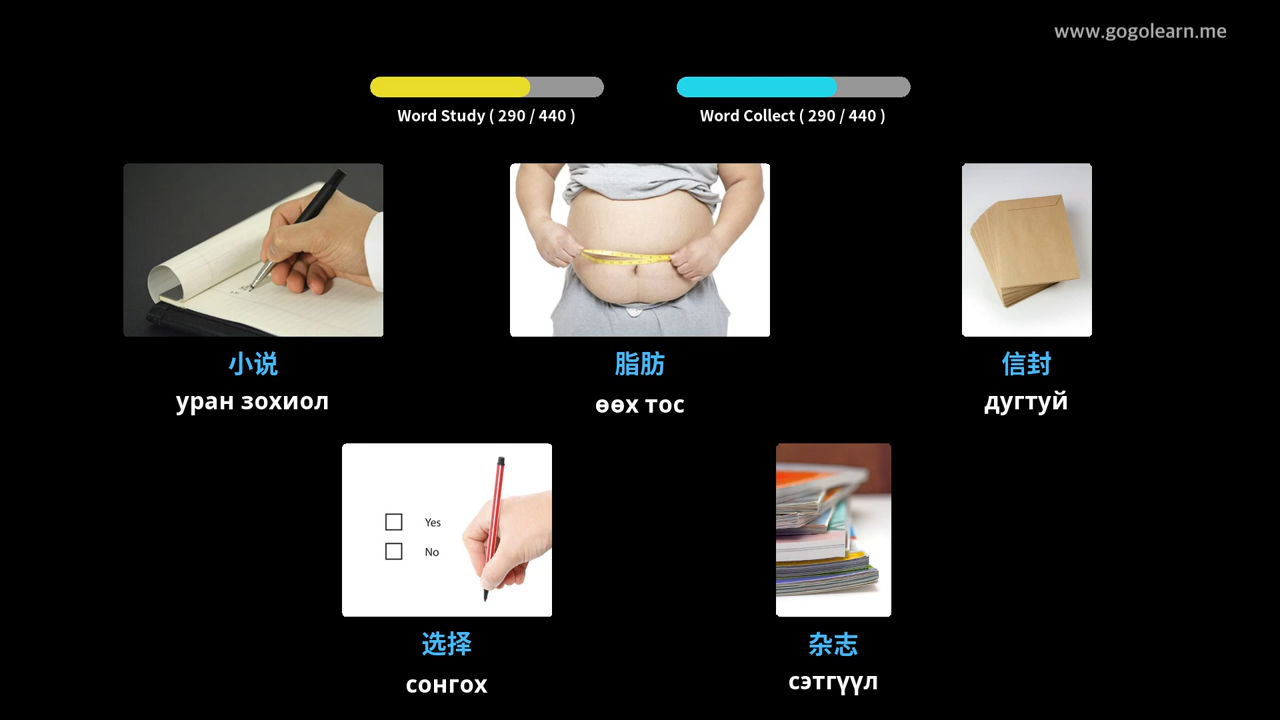 www.gogolearn.me
Word Study ( 290 / 440 )
Word Collect ( 290 / 440 )
小说
уран зохиол
脂肪
өөх тос
信封
дугтуй
Yes
No
选择
сонгох
杂志
сэтгүүл